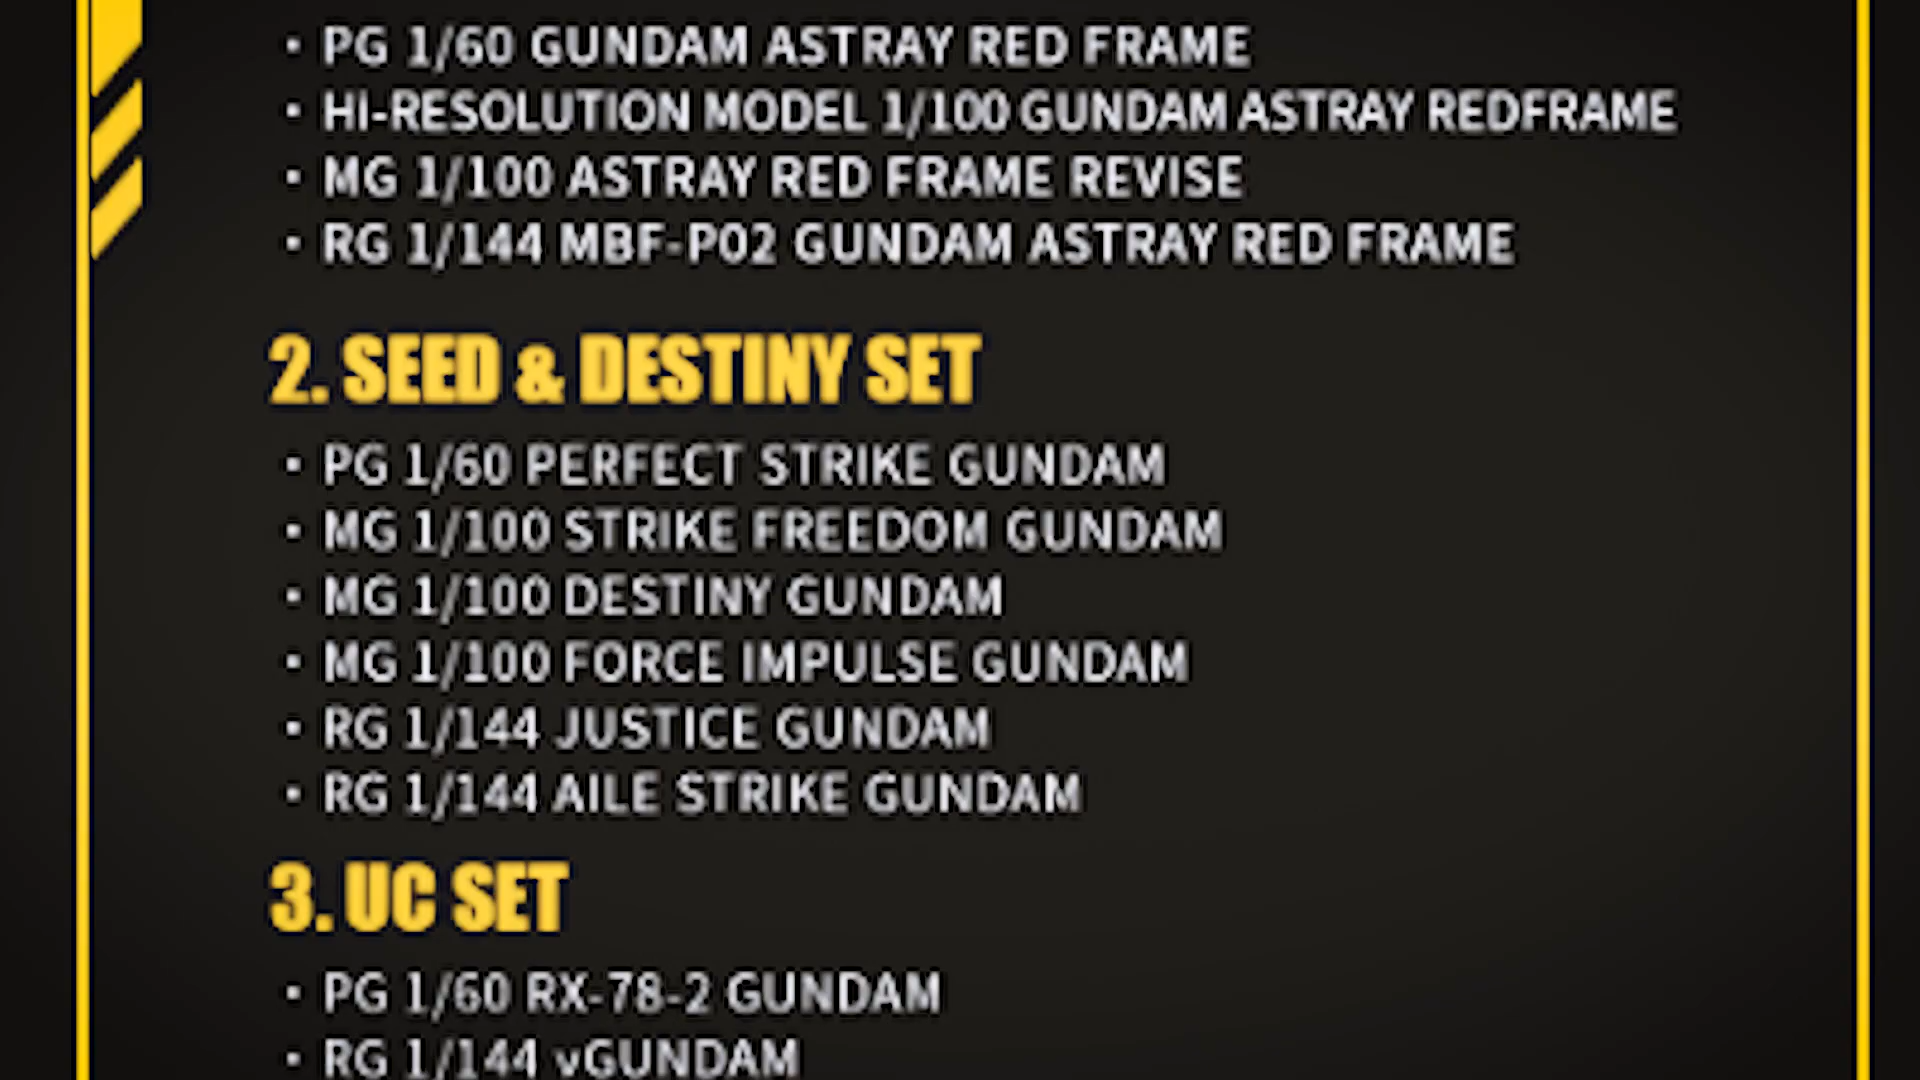 • PG 1/60 GUNDAM ASTRAY RED FRAME
• HI-RESOLUTION MODEL 1/100 GUNDAM ASTRAY REDFRAME
• MG 1/100 ASTRAY RED FRAME REVISE
• RG 1/144 MBF-P02 GUNDAM ASTRAY RED FRAME
2. SEED & DESTINY SET
• PG 1/60 PERFECT STRIKE GUNDAM
• MG 1/100 STRIKE FREEDOM GUNDAM
• MG 1/100 DESTINY GUNDAM
• MG 1/100 FORCE IMPULSE GUNDAM
• RG 1/144 JUSTICE GUNDAM
• RG 1/144 AILE STRIKE GUNDAM
3. UC SET
• PG 1/60 RX-78-2 GUNDAM
• RG 1/144 vGUNDAM